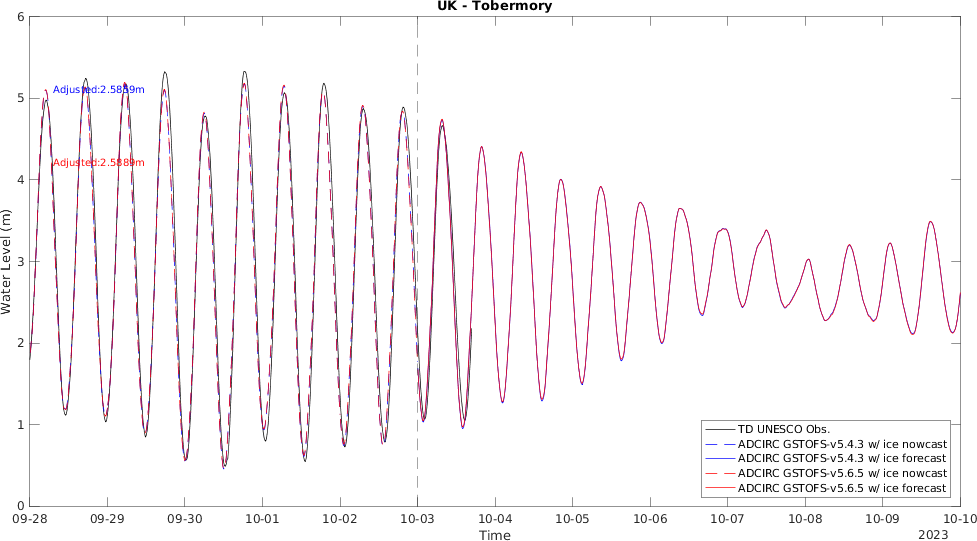 UK - Tobermory
6
5
4
3
2
1
0
Water Level (m)
Adjusted:2.5889m
Adjusted:2.5889m
TD UNESCO Obs.
ADCIRC GSTOFS-v5.4.3 w/ ice nowcast
ADCIRC GSTOFS-v5.4.3 w/ ice forecast
ADCIRC GSTOFS-v5.6.5 w/ ice nowcast
ADCIRC GSTOFS-v5.6.5 w/ ice forecast
09-28 09-29 09-30 10-01 10-02 10-03 10-04 10-05 10-06 10-07 10-08 10-09 10-10
Time
2023